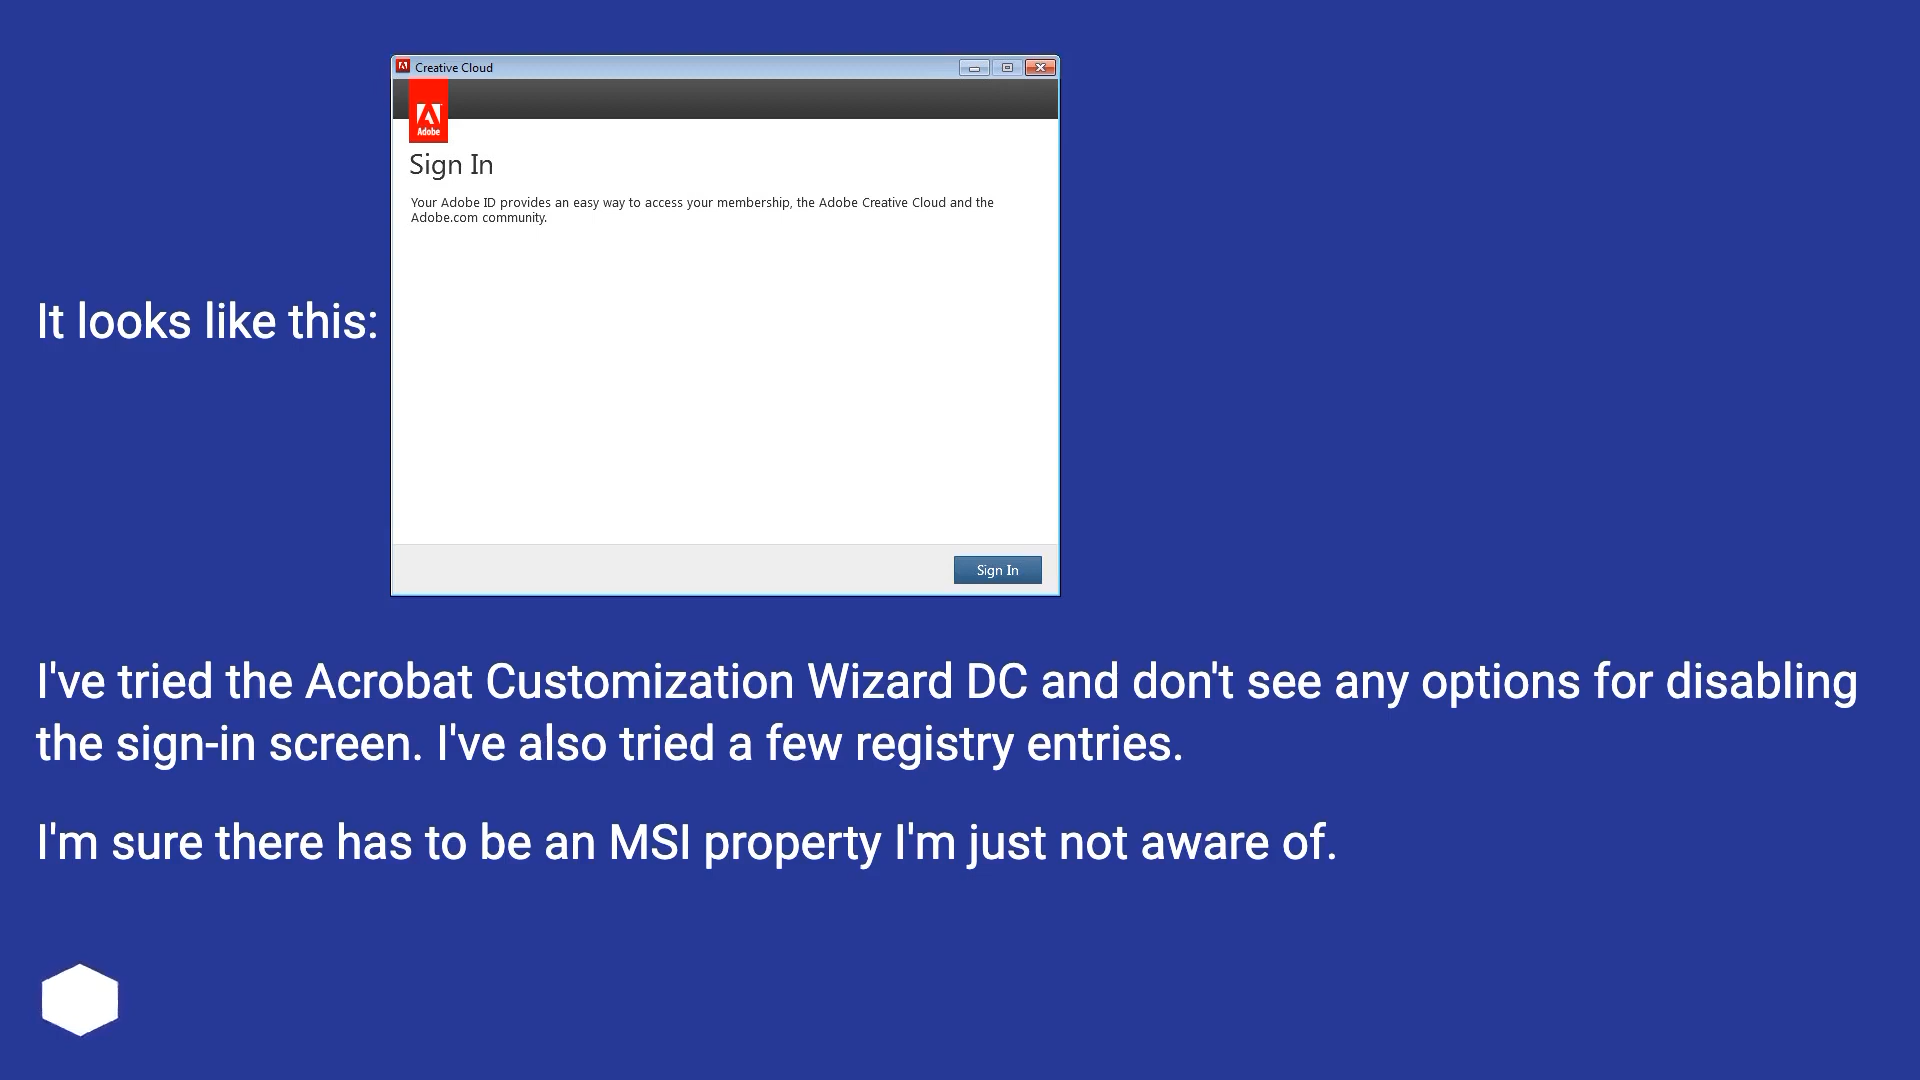 Creative Cloud
Adobe
Sign In
Your Adobe ID provides an easy way to access your membership, the Adobe Creative Cloud and the
Adobe.com community.
It looks like this:
Sign In
I've tried the Acrobat Customization Wizard DC and don't see any options for disabling
the sign-in screen. I've also tried a few registry entries.
I'm sure there has to be an MSI property I'm just not aware of.